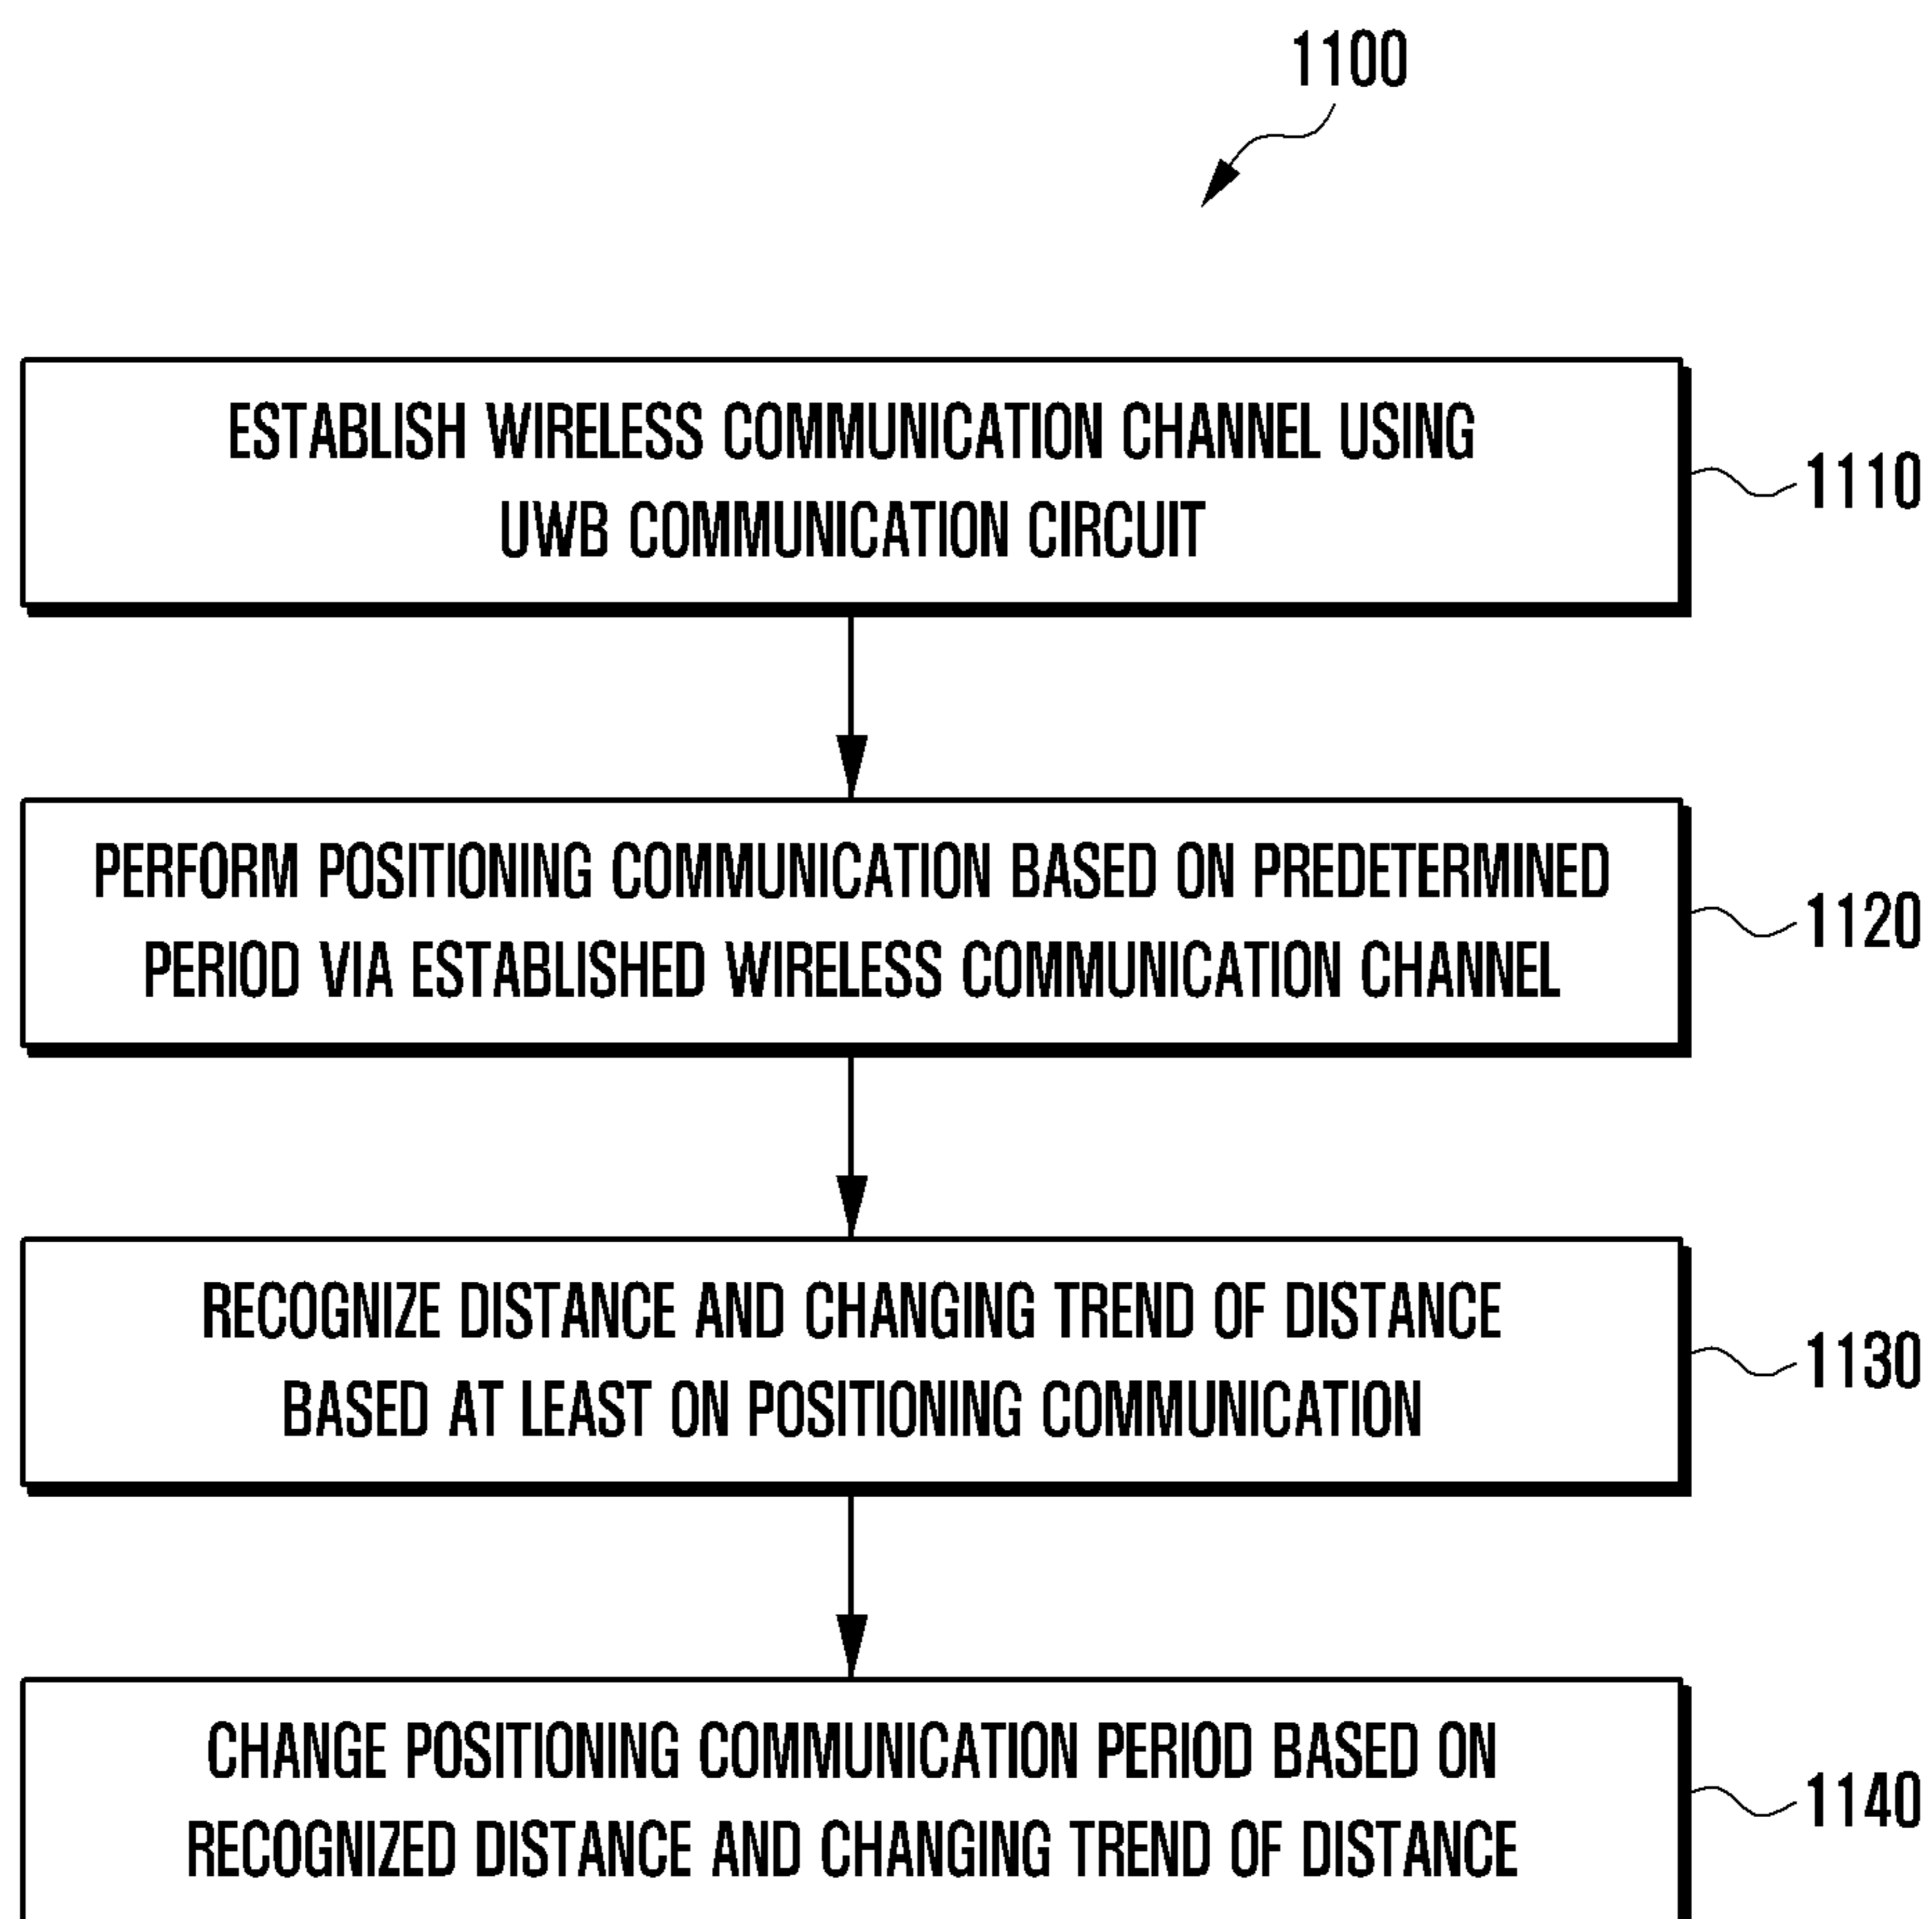 1100
ESTABLISH WIRELESS COMMUNICATION CHANNEL USING
UWB COMMUNICATION CIRCUIT
1110
PERFORM POSITIONING COMMUNICATION BASED ON PREDETERMINED
PERIOD VIA ESTABLISHED WIRELESS COMMUNICATION CHANNEL
1120
RECOGNIZE DISTANCE AND CHANGING TREND OF DISTANCE
BASED AT LEAST ON POSITIONING COMMUNICATION
1130
CHANGE POSITIONING COMMUNICATION PERIOD BASED ON
RECOGNIZED DISTANCE AND CHANGING TREND OF DISTANCE
1140